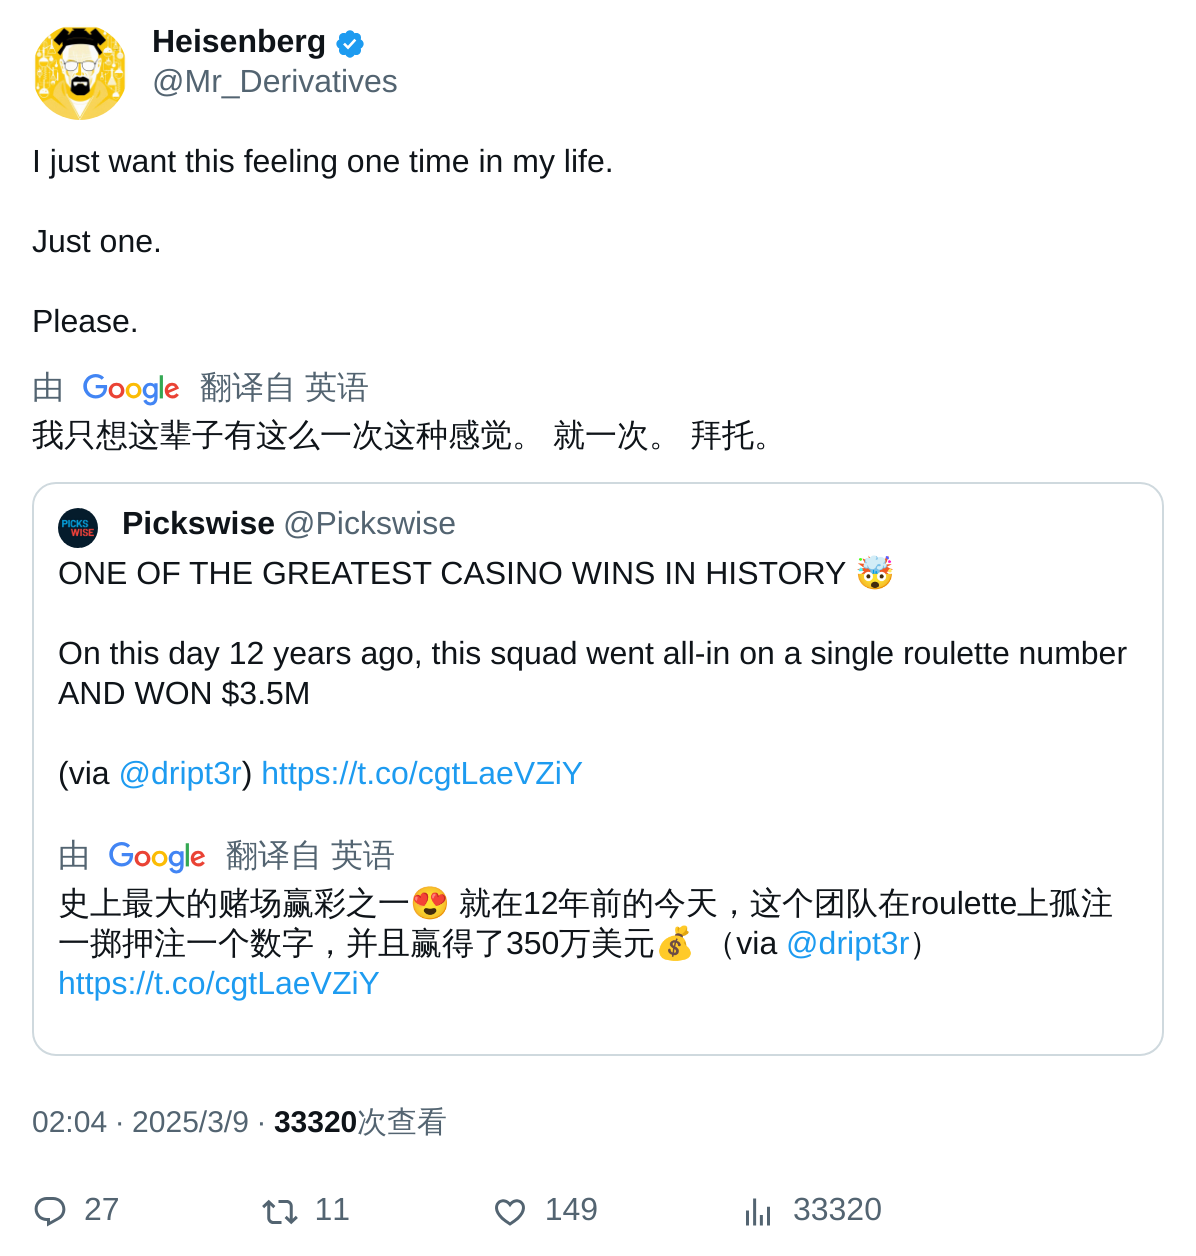 Heisenberg
@Mr_Derivatives
I just want this feeling one time in my life.
Just one.
Please.
由 Google 翻译自 英语
我只想这辈子有这么一次这种感觉。 就一次。 拜托。
PICKS
WISE
Pickswise @Pickswise
ONE OF THE GREATEST CASINO WINS IN HISTORY 🤯
On this day 12 years ago, this squad went all-in on a single roulette number
AND WON $3.5M
(via @dript3r) https://t.co/cgtLaeVZiY
由 Google 翻译自 英语
史上最大的赌场赢彩之一😍 就在12年前的今天，这个团队在roulette上孤注
一掷押注一个数字，并且赢得了350万美元💰 （via @dript3r）
https://t.co/cgtLaeVZiY
02:04 · 2025/3/9 · 33320次查看
27 11 149 33320